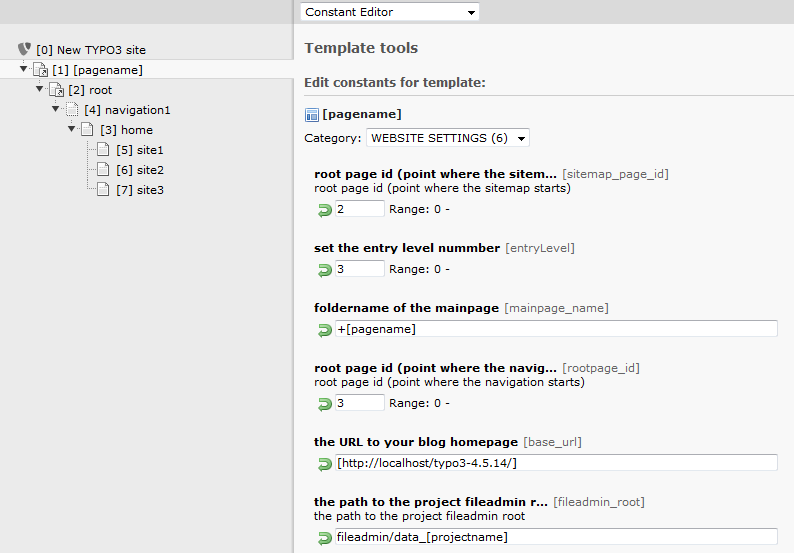 Constant Editor
[0] New TYPO3 site
[1] [pagename]
[2] root
[4] navigation1
[3] home
[5] site1
[6] site2
[7] site3
Template tools
Edit constants for template:
[pagename]
Category: WEBSITE SETTINGS (6)
root page id (point where the sitem... [sitemap_page_id]
root page id (point where the sitemap starts)
2 Range: 0 -
set the entry level nummber [entryLevel]
3 Range: 0 -
foldername of the mainpage [mainpage_name]
+[pagename]
root page id (point where the navig... [rootpage_id]
root page id (point where the navigation starts)
3 Range: 0 -
the URL to your blog homepage [base_url]
[http://localhost/typo3-4.5.14/]
the path to the project fileadmin r... [fileadmin_root]
the path to the project fileadmin root
fileadmin/data_[projectname]